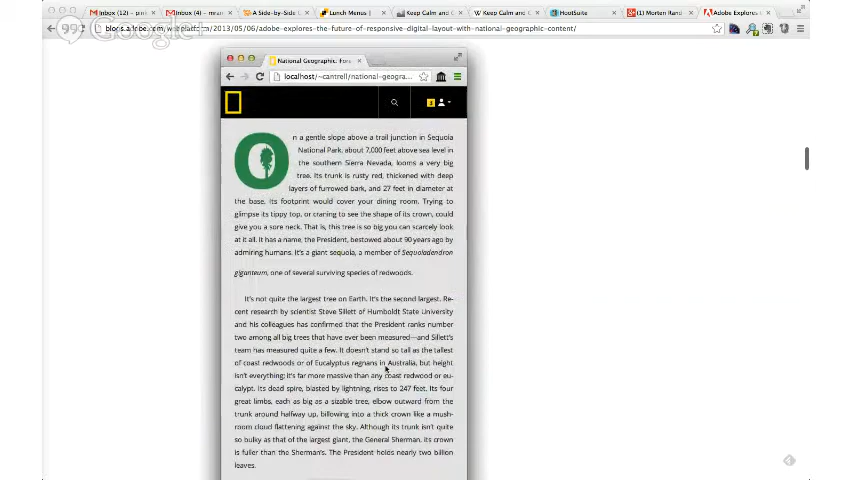 Inbox (12) – p
Inbox (4) – mran
A Side-by-Side
Lunch Menus |
Keep Calm and C
Keep Calm and
HootSuite
(1) Morten Rand
Adobe Explores
Google+
99
blogs.adobe.com/webplatform/2013/05/06/adobe-explores-the-future-of-responsive-digital-layout-with-national-geographic-content/
National Geographic: For
localhost/~cantrell/national-geogra...
3
On a gentle slope above a trail junction in Sequoia
National Park, about 7,000 feet above sea level in
the southern Sierra Nevada, looms a very big
tree. Its trunk is rusty red, thickened with deep
layers of furrowed bark, and 27 feet in diameter at
the base. Its footprint would cover your dining room. Trying to
glimpse its tippy top, or craning to see the shape of its crown, could
give you a sore neck. That is, this tree is so big you can scarcely look
at it all. It has a name, the President, bestowed about 90 years ago by
admiring humans. It's a giant sequoia, a member of Sequoiadendron
giganteum, one of several surviving species of redwoods.
It's not quite the largest tree on Earth. It's the second largest. Re-
cent research by scientist Steve Sillett of Humboldt State University
and his colleagues has confirmed that the President ranks number
two among all big trees that have ever been measured—and Sillett's
team has measured quite a few. It doesn't stand so tall as the tallest
of coast redwoods or of Eucalyptus regnans in Australia, but height
isn't everything; it's far more massive than any coast redwood or eu-
calypt. Its dead spire, blasted by lightning, rises to 247 feet. Its four
great limbs, each as big as a sizable tree, elbow outward from the
trunk around halfway up, billowing into a thick crown like a mush-
room cloud flattening against the sky. Although its trunk isn't quite
so bulky as that of the largest giant, the General Sherman, its crown
is fuller than the Sherman's. The President holds nearly two billion
leaves.